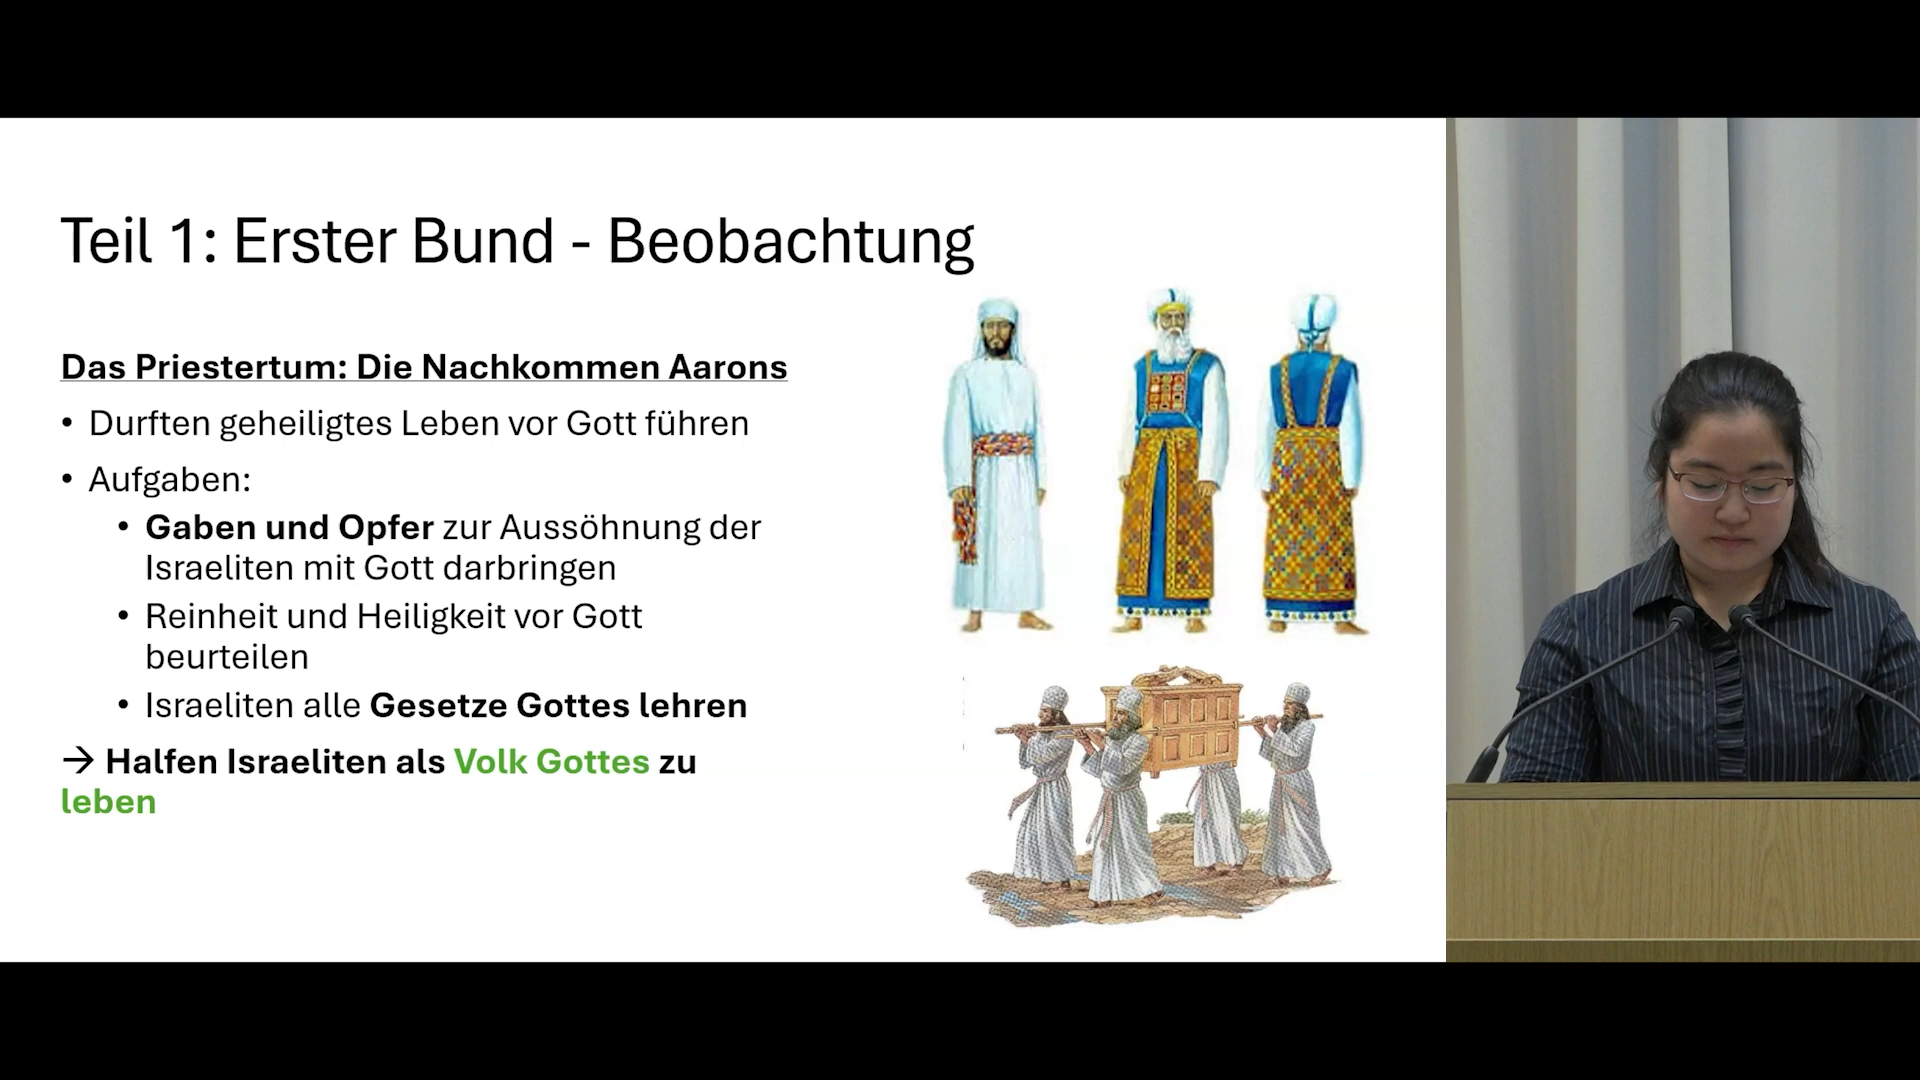 Teil 1: Erster Bund - Beobachtung
Das Priestertum: Die Nachkommen Aarons
• Durften geheiligtes Leben vor Gott führen
• Aufgaben:
• Gaben und Opfer zur Aussöhnung der
Israeliten mit Gott darbringen
• Reinheit und Heiligkeit vor Gott
beurteilen
• Israeliten alle Gesetze Gottes lehren
→ Halfen Israeliten als Volk Gottes zu
leben